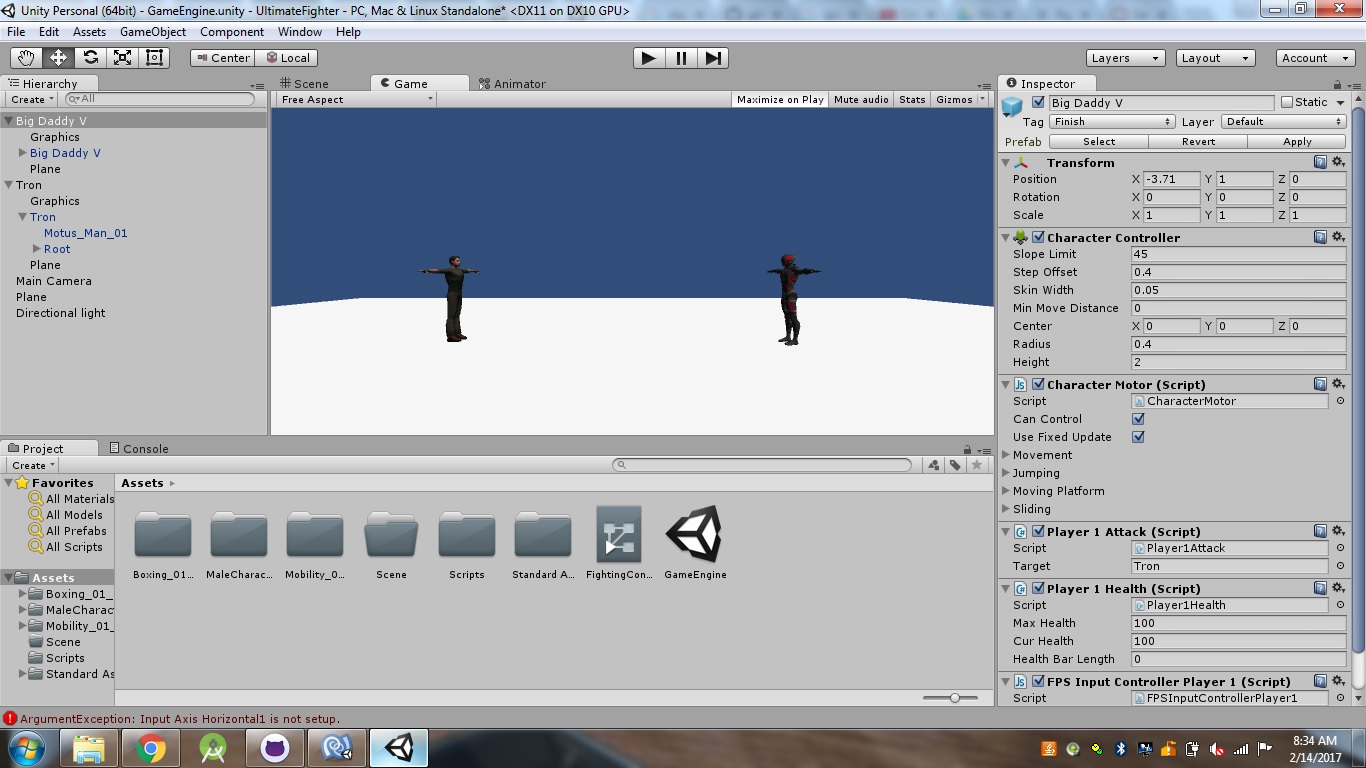 Unity Personal (64bit) - GameEngine.unity - UltimateFighter - PC, Mac & Linux Standalone* <DX11 on DX10 GPU>
File Edit Assets GameObject Component Window Help
Center Local Layers Layout Account
Hierarchy
Create All
Big Daddy V
Graphics
Big Daddy V
Plane
Tron
Graphics
Tron
Motus_Man_01
Root
Plane
Main Camera
Plane
Directional light
Scene Game Animator
Free Aspect Maximize on Play Mute audio Stats Gizmos
Inspector
Big Daddy V Static
Tag Finish Layer Default
Prefab Select Revert Apply
Transform
Position X -3.71 Y 1 Z 0
Rotation X 0 Y 0 Z 0
Scale X 1 Y 1 Z 1
Character Controller
Slope Limit 45
Step Offset 0.4
Skin Width 0.05
Min Move Distance 0
Center X 0 Y 0 Z 0
Radius 0.4
Height 2
Character Motor (Script)
Script CharacterMotor
Can Control
Use Fixed Update
Movement
Jumping
Moving Platform
Sliding
Player 1 Attack (Script)
Script Player1Attack
Target Tron
Player 1 Health (Script)
Script Player1Health
Max Health 100
Cur Health 100
Health Bar Length 0
FPS Input Controller Player 1 (Script)
Script FPSInputControllerPlayer1
Project Console
Create
Favorites
All Materials
All Models
All Prefabs
All Scripts
Assets
Boxing_01_
MaleCharac
Mobility_01_
Scene
Scripts
Standard As
Assets
Boxing_01... MaleCharac... Mobility_0... Scene Scripts Standard A... FightingCon... GameEngine
ArgumentException: Input Axis Horizontal1 is not setup.
8:34 AM
2/14/2017